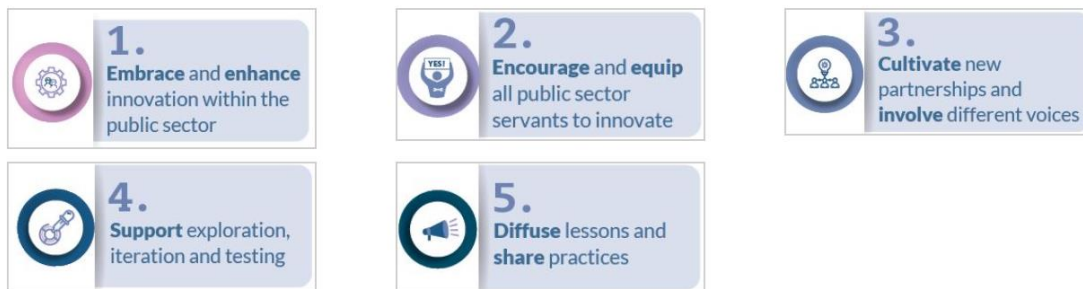 1.
Embrace and enhance
innovation within the
public sector
YES!
2.
Encourage and equip
all public sector
servants to innovate
3.
Cultivate new
partnerships and
involve different voices
4.
Support exploration,
iteration and testing
5.
Diffuse lessons and
share practices